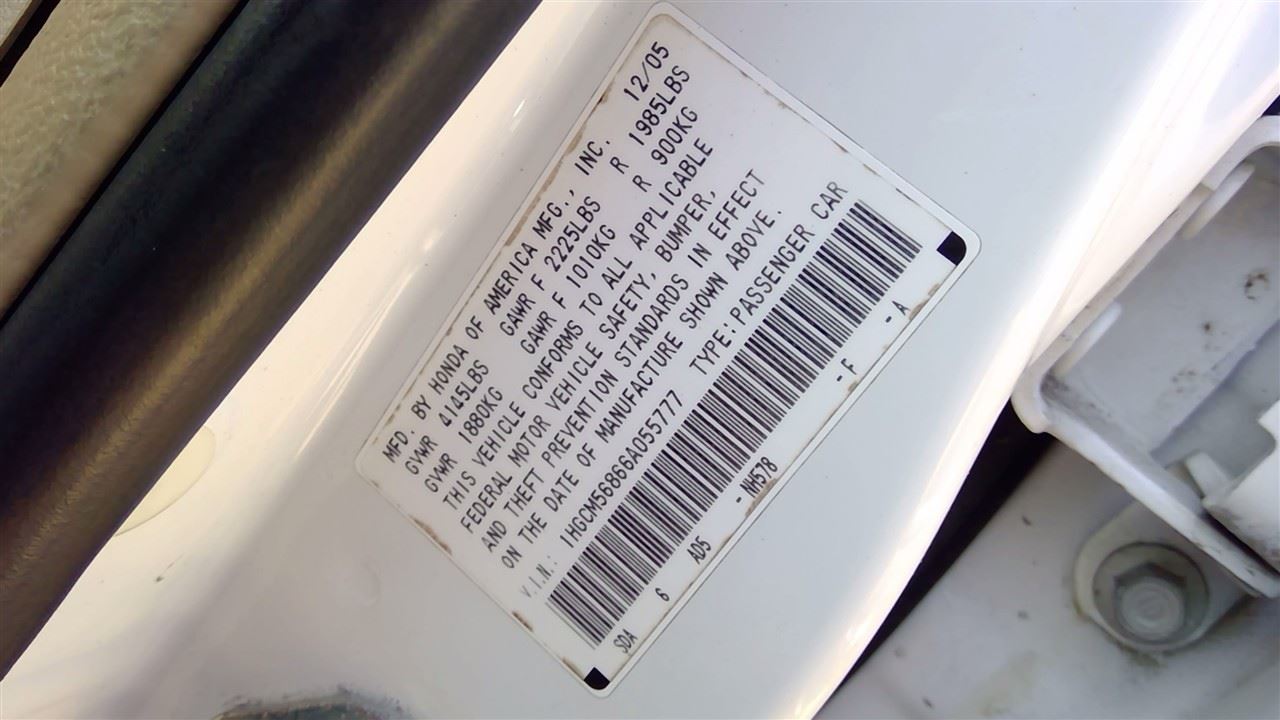 MFD. BY HONDA OF AMERICA MFG., INC. 12/05
GVWR 4145LBS GAWR F 2225LBS R 1985LBS
GVWR 1880KG GAWR F 1010KG R 900KG
THIS VEHICLE CONFORMS TO ALL APPLICABLE
FEDERAL MOTOR VEHICLE SAFETY, BUMPER,
AND THEFT PREVENTION STANDARDS IN EFFECT
ON THE DATE OF MANUFACTURE SHOWN ABOVE.
V.I.N.: 1HGCM56866A055777 TYPE: PASSENGER CAR
SDA 6 AD5 - NH578 - F - A